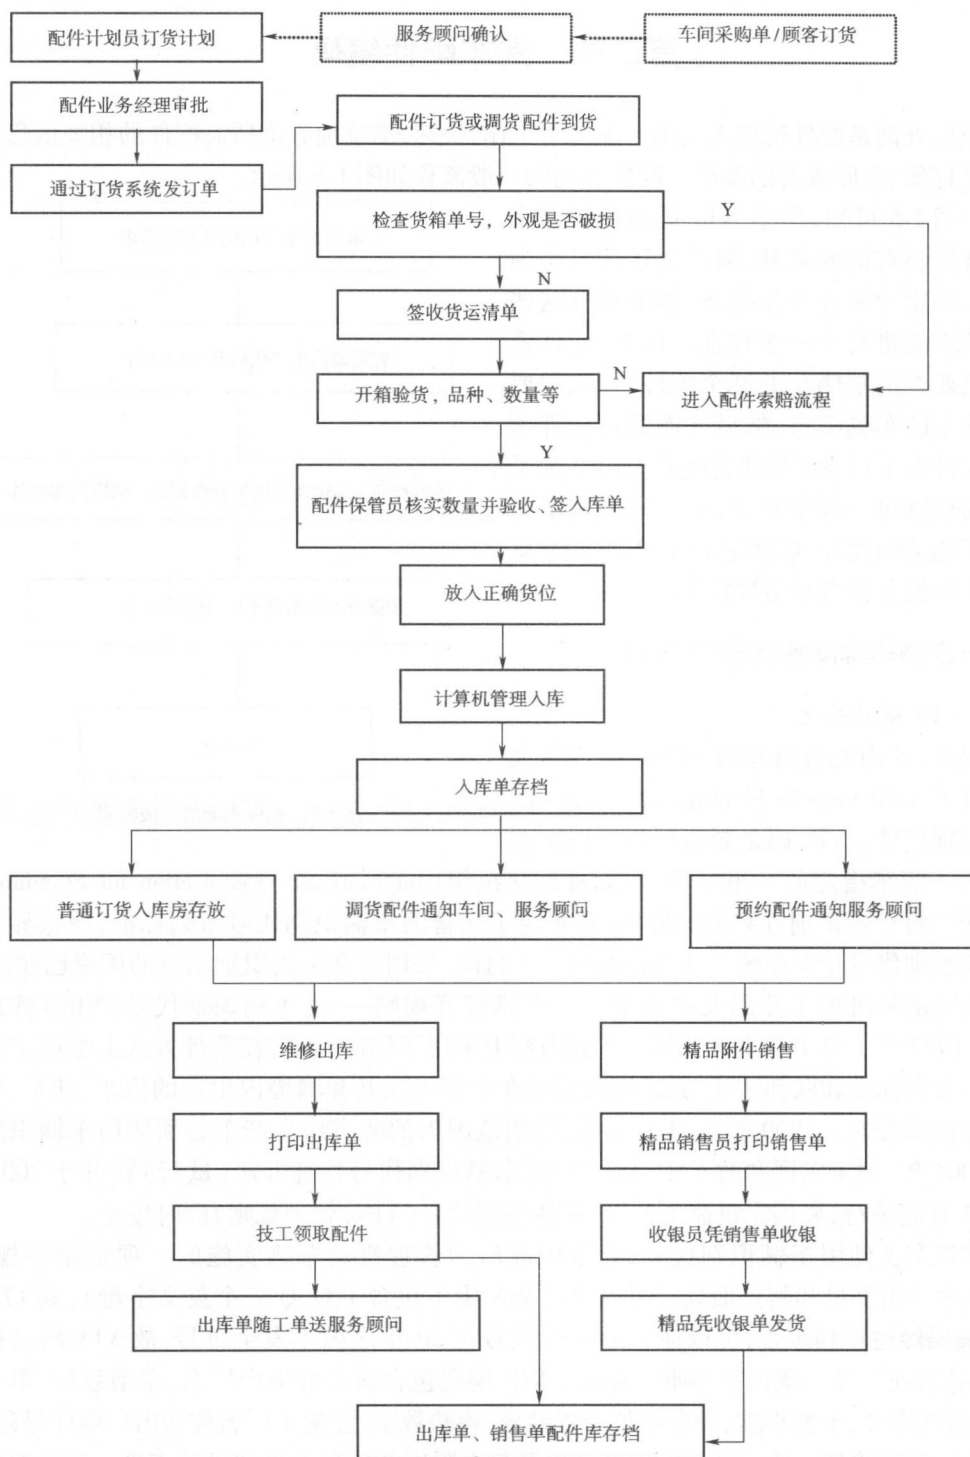 配件计划员订货计划
服务顾问确认
车间采购单/顾客订货
配件业务经理审批
配件订货或调货配件到货
通过订货系统发订单
检查货箱单号，外观是否破损
Y
N
签收货运清单
开箱验货，品种、数量等
N
进入配件索赔流程
Y
配件保管员核实数量并验收、签入库单
放入正确货位
计算机管理入库
入库单存档
普通订货入库房存放
调货配件通知车间、服务顾问
预约配件通知服务顾问
维修出库
精品附件销售
打印出库单
精品销售员打印销售单
技工领取配件
收银员凭销售单收银
出库单随工单送服务顾问
精品凭收银单发货
出库单、销售单配件库存档